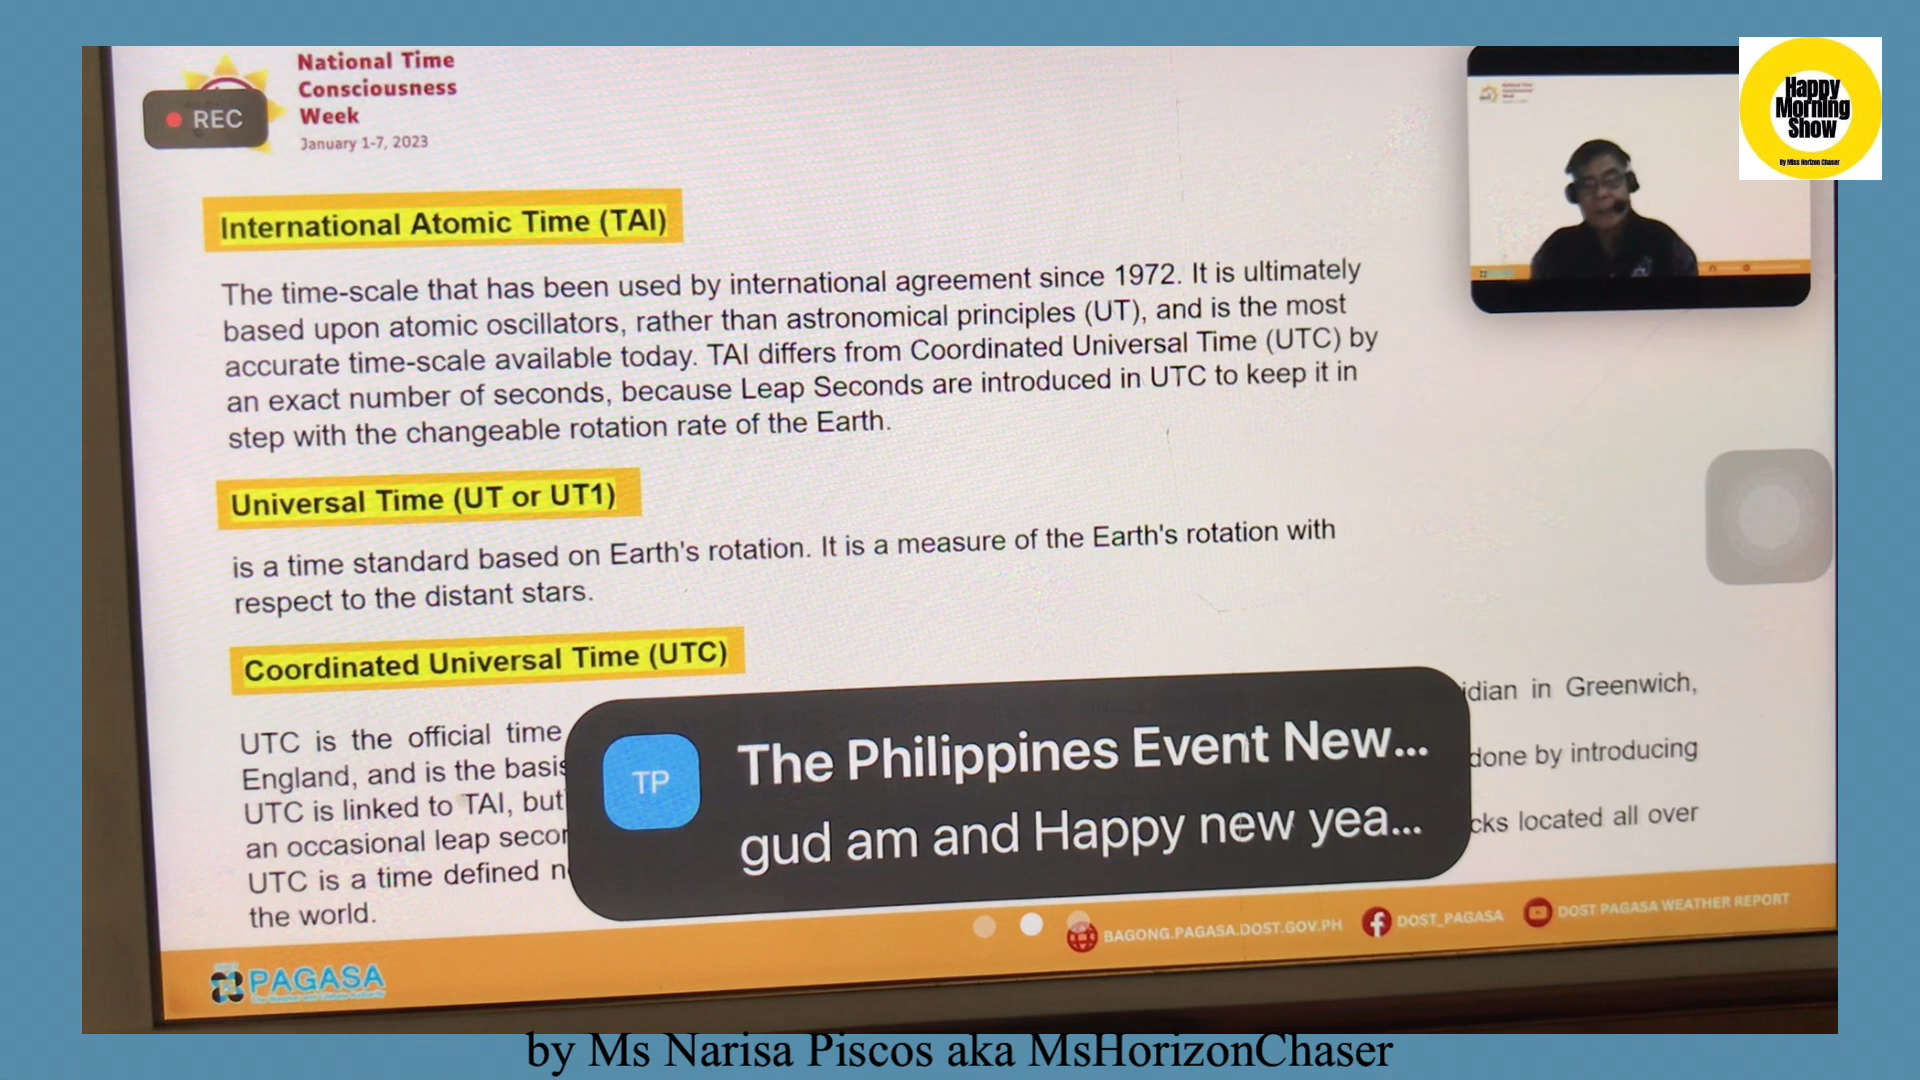 National Time
Consciousness
Week
January 1-7, 2023
REC
Happy
Morning
Show
By Miss Horizon Chaser
International Atomic Time (TAI)
The time-scale that has been used by international agreement since 1972. It is ultimately
based upon atomic oscillators, rather than astronomical principles (UT), and is the most
accurate time-scale available today. TAI differs from Coordinated Universal Time (UTC) by
an exact number of seconds, because Leap Seconds are introduced in UTC to keep it in
step with the changeable rotation rate of the Earth.
Universal Time (UT or UT1)
is a time standard based on Earth's rotation. It is a measure of the Earth's rotation with
respect to the distant stars.
Coordinated Universal Time (UTC)
UTC is the official time idian in Greenwich,
England, and is the basis
UTC is linked to TAI, but done by introducing
an occasional leap secon
UTC is a time defined n cks located all over
the world.
TP
The Philippines Event New...
gud am and Happy new yea...
PAGASA
BAGONG.PAGASA.DOST.GOV.PH
DOST_PAGASA
DOST PAGASA WEATHER REPORT
by Ms Narisa Piscos aka MsHorizonChaser